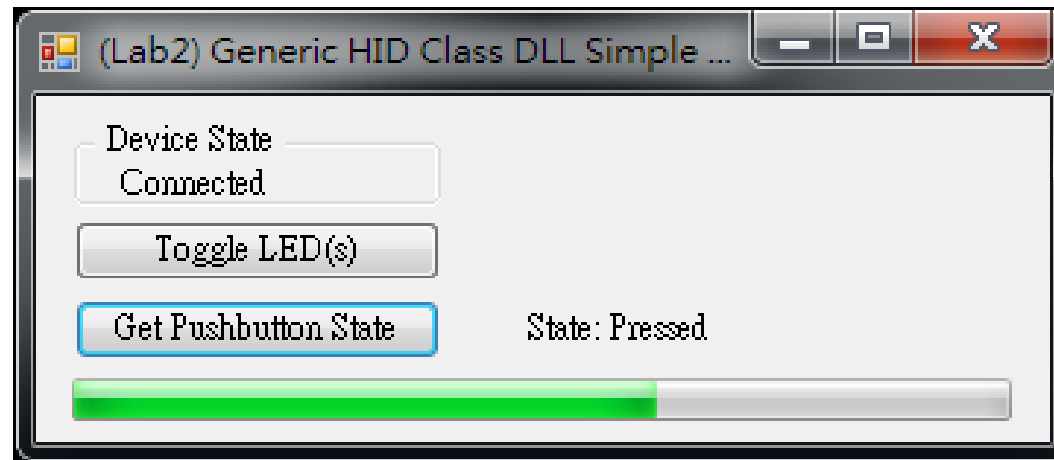 (Lab2) Generic HID Class DLL Simple ...
Device State
Connected
Toggle LED(s)
Get Pushbutton State
State: Pressed